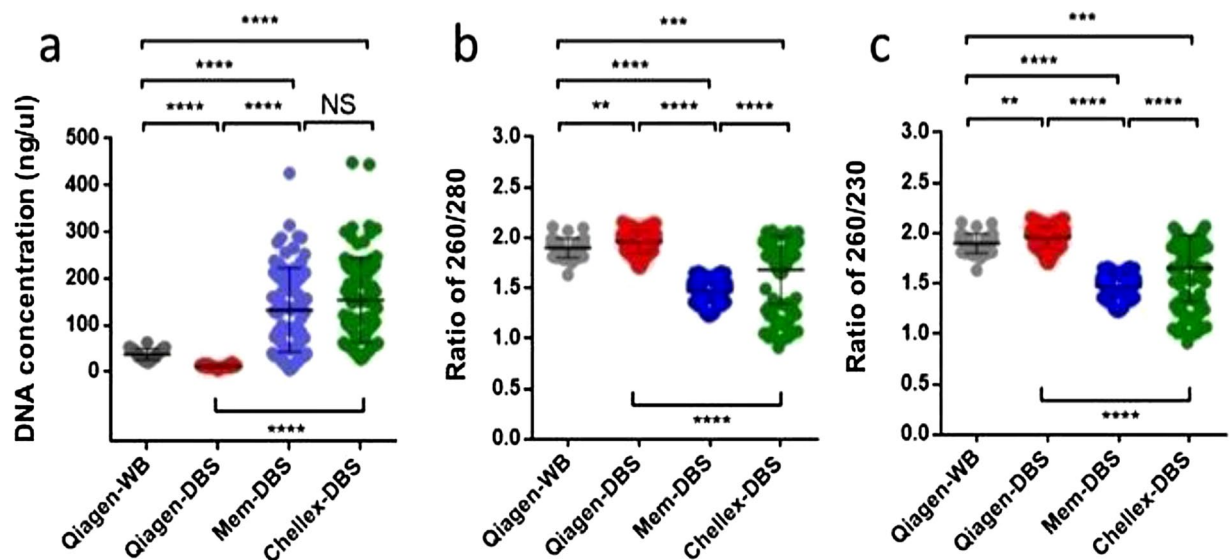 a
****
****
**** **** NS
DNA concentration (ng/ul)
500
400
300
200
100
0
****
Qiagen-WB
Qiagen-DBS
Mem-DBS
Chellex-DBS
b
***
****
** **** ****
Ratio of 260/280
3.0
2.5
2.0
1.5
1.0
0.5
0.0
****
Qiagen-WB
Qiagen-DBS
Mem-DBS
Chellex-DBS
c
***
****
** **** ****
Ratio of 260/230
3.0
2.5
2.0
1.5
1.0
0.5
0.0
****
Qiagen-WB
Qiagen-DBS
Mem-DBS
Chellex-DBS